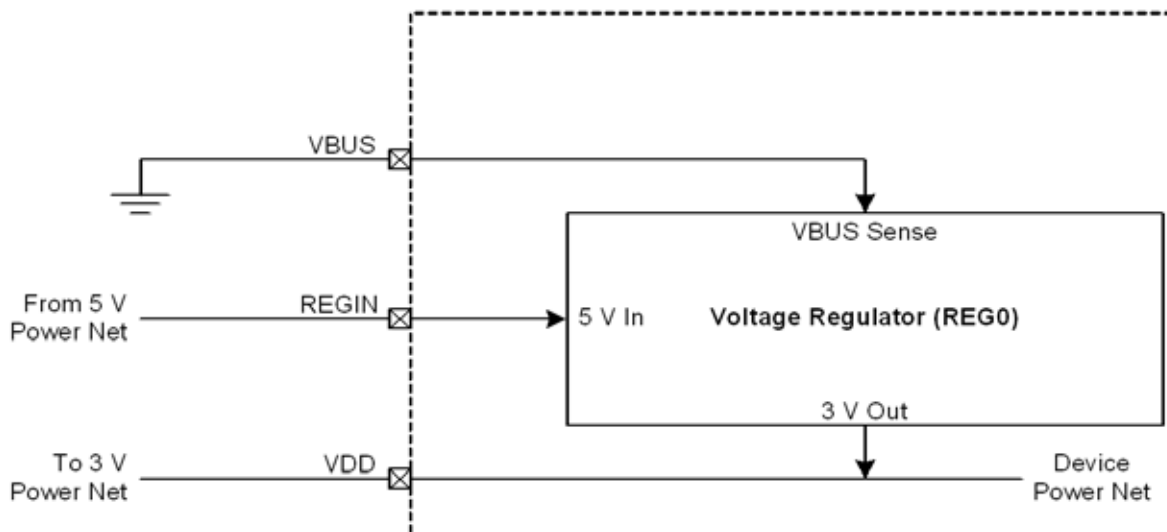 VBUS
VBUS Sense
From 5 V
Power Net
REGIN
5 V In
Voltage Regulator (REG0)
3 V Out
To 3 V
Power Net
VDD
Device
Power Net